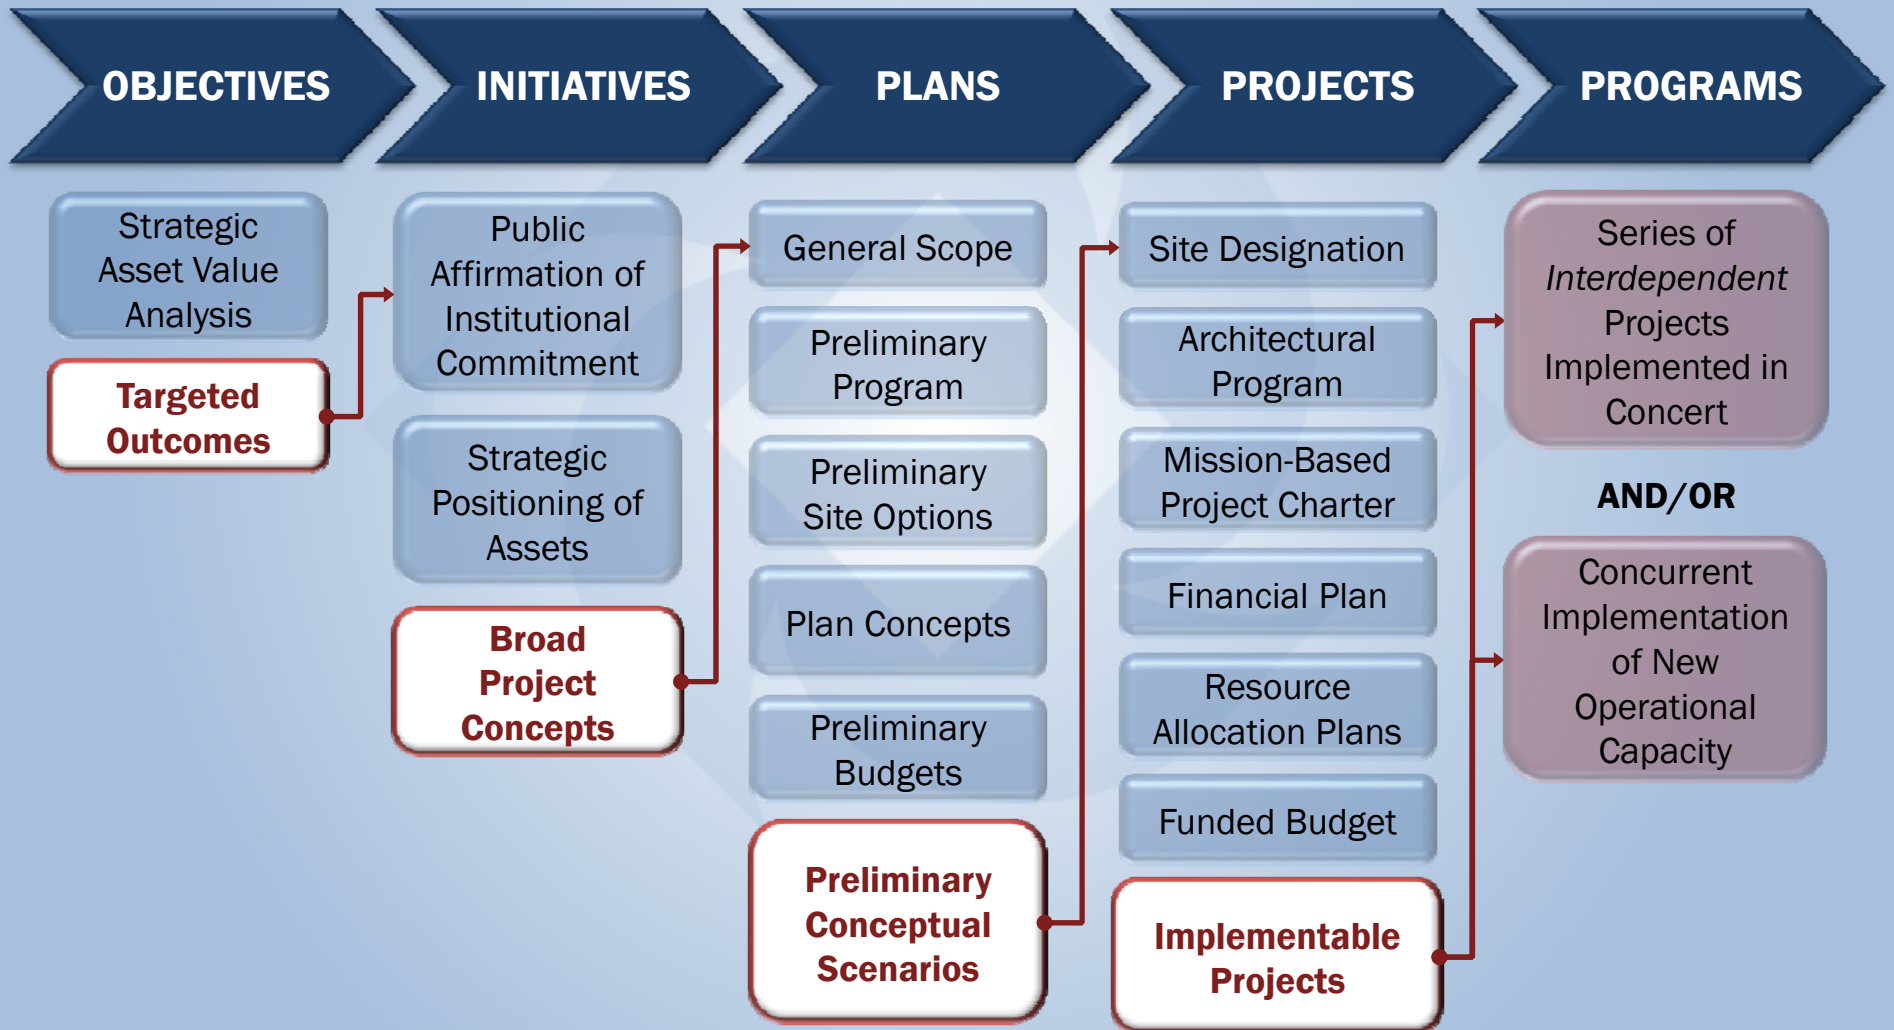 OBJECTIVES
INITIATIVES
PLANS
PROJECTS
PROGRAMS
Strategic
Asset Value
Analysis
Targeted
Outcomes
Public
Affirmation of
Institutional
Commitment
Strategic
Positioning of
Assets
Broad
Project
Concepts
General Scope
Preliminary
Program
Preliminary
Site Options
Plan Concepts
Preliminary
Budgets
Preliminary
Conceptual
Scenarios
Site Designation
Architectural
Program
Mission-Based
Project Charter
Financial Plan
Resource
Allocation Plans
Funded Budget
Implementable
Projects
Series of
Interdependent
Projects
Implemented in
Concert
AND/OR
Concurrent
Implementation
of New
Operational
Capacity